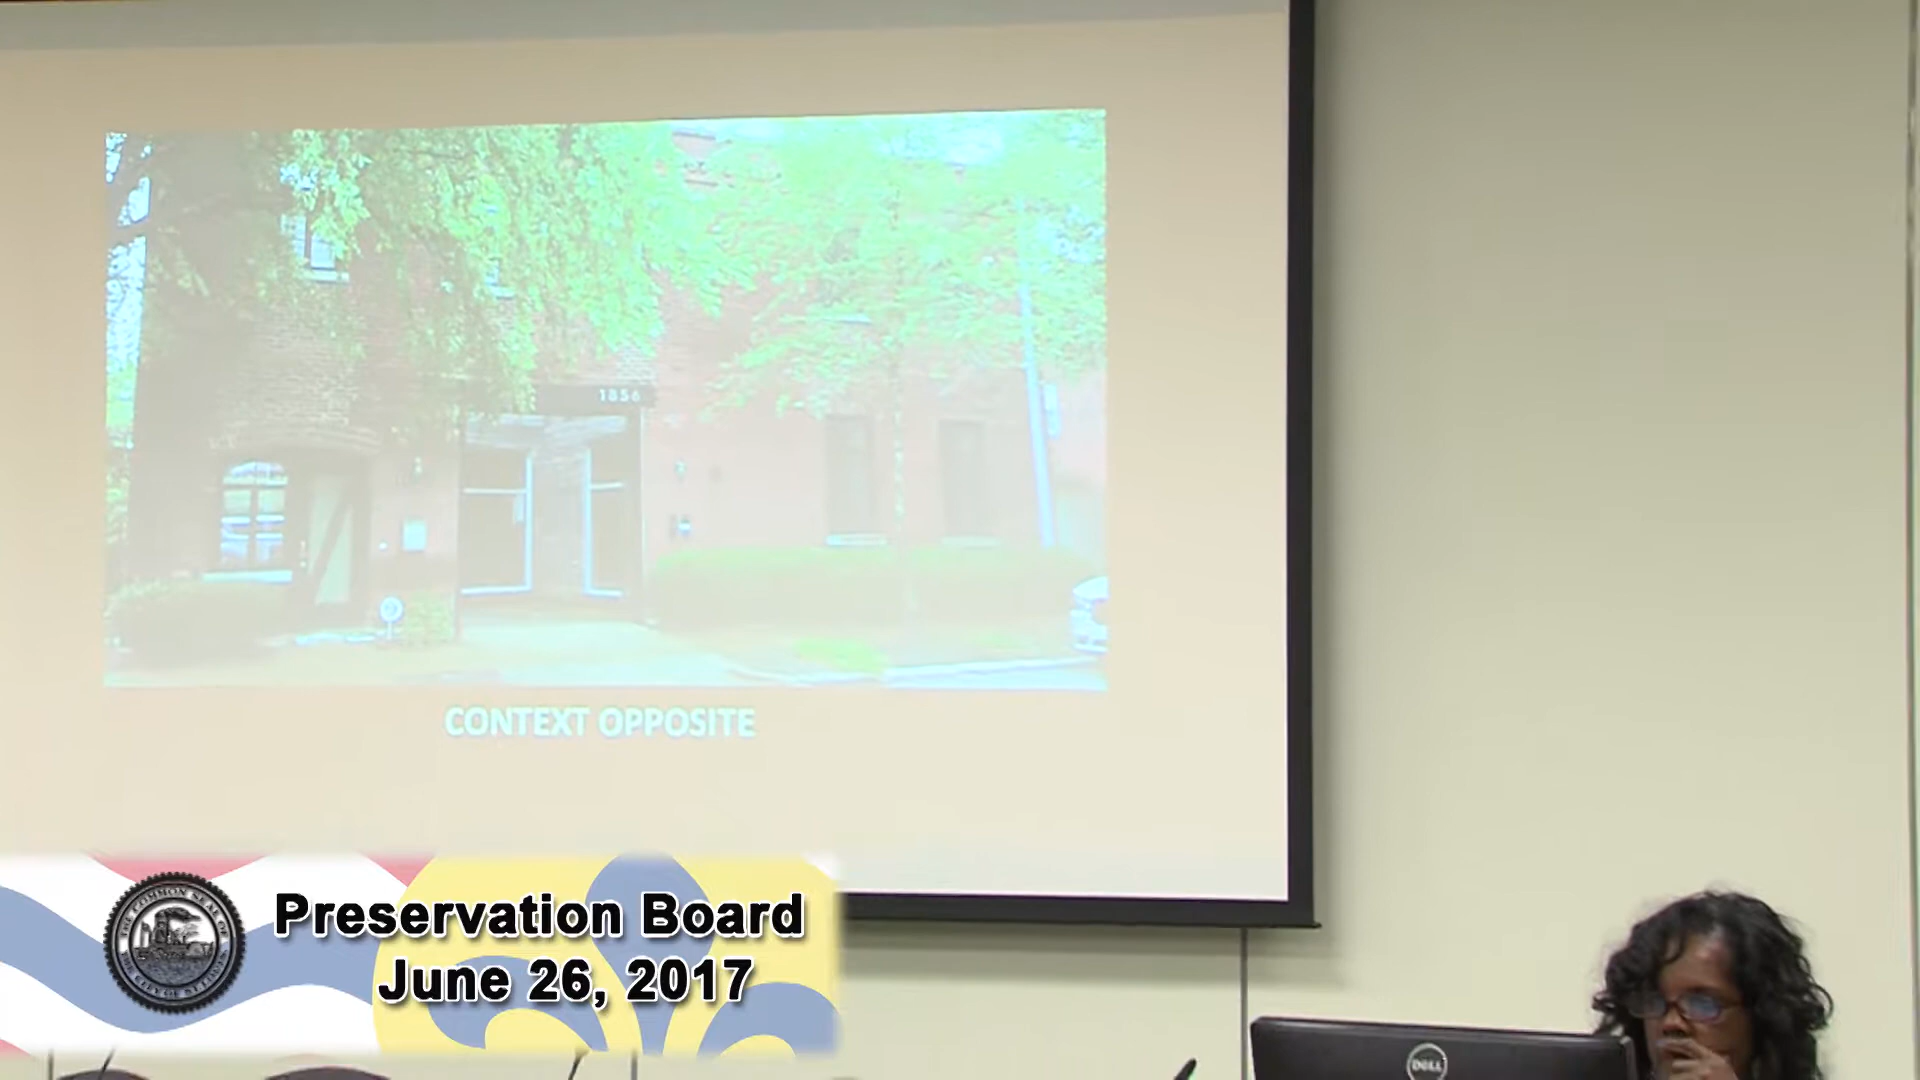 1856
CONTEXT OPPOSITE
Preservation Board
June 26, 2017
DELL